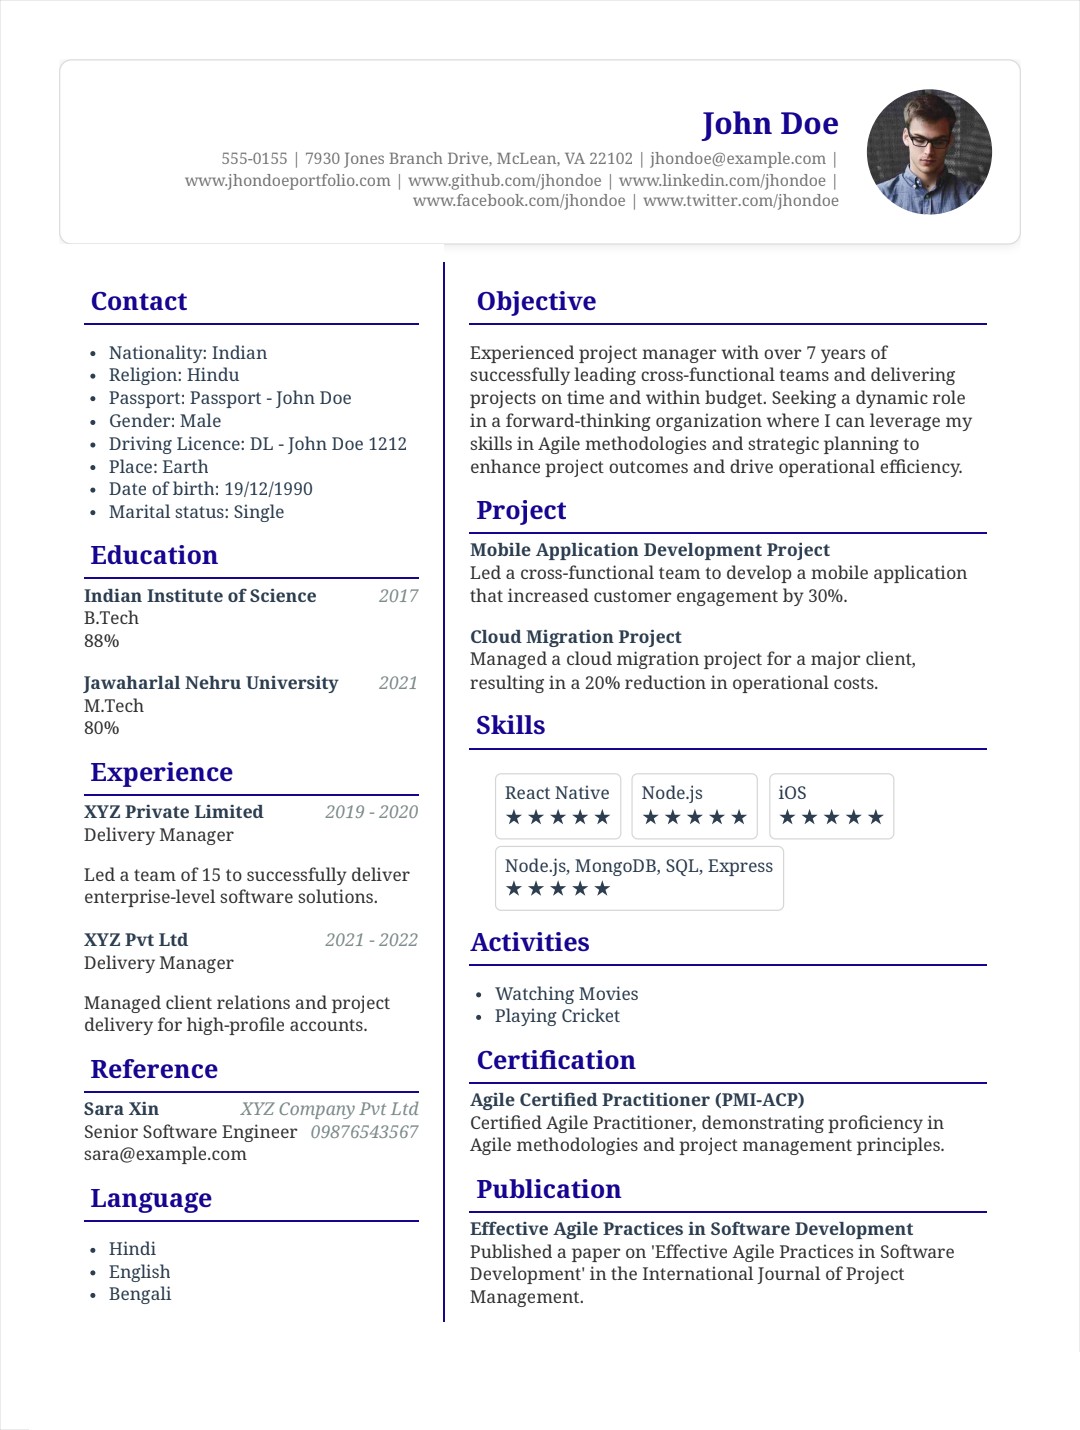 John Doe
555-0155 | 7930 Jones Branch Drive, McLean, VA 22102 | jhondoe@example.com |
www.jhondoeportfolio.com | www.github.com/jhondoe | www.linkedin.com/jhondoe |
www.facebook.com/jhondoe | www.twitter.com/jhondoe
Contact
• Nationality: Indian
• Religion: Hindu
• Passport: Passport - John Doe
• Gender: Male
• Driving Licence: DL - John Doe 1212
• Place: Earth
• Date of birth: 19/12/1990
• Marital status: Single
Education
Indian Institute of Science 2017
B.Tech
88%
Jawaharlal Nehru University 2021
M.Tech
80%
Experience
XYZ Private Limited 2019 - 2020
Delivery Manager
Led a team of 15 to successfully deliver
enterprise-level software solutions.
XYZ Pvt Ltd 2021 - 2022
Delivery Manager
Managed client relations and project
delivery for high-profile accounts.
Reference
Sara Xin XYZ Company Pvt Ltd
Senior Software Engineer 09876543567
sara@example.com
Language
• Hindi
• English
• Bengali
Objective
Experienced project manager with over 7 years of
successfully leading cross-functional teams and delivering
projects on time and within budget. Seeking a dynamic role
in a forward-thinking organization where I can leverage my
skills in Agile methodologies and strategic planning to
enhance project outcomes and drive operational efficiency.
Project
Mobile Application Development Project
Led a cross-functional team to develop a mobile application
that increased customer engagement by 30%.
Cloud Migration Project
Managed a cloud migration project for a major client,
resulting in a 20% reduction in operational costs.
Skills
React Native Node.js iOS
★ ★ ★ ★ ★ ★ ★ ★ ★ ★ ★ ★ ★ ★ ★
Node.js, MongoDB, SQL, Express
★ ★ ★ ★ ★
Activities
• Watching Movies
• Playing Cricket
Certification
Agile Certified Practitioner (PMI-ACP)
Certified Agile Practitioner, demonstrating proficiency in
Agile methodologies and project management principles.
Publication
Effective Agile Practices in Software Development
Published a paper on 'Effective Agile Practices in Software
Development' in the International Journal of Project
Management.